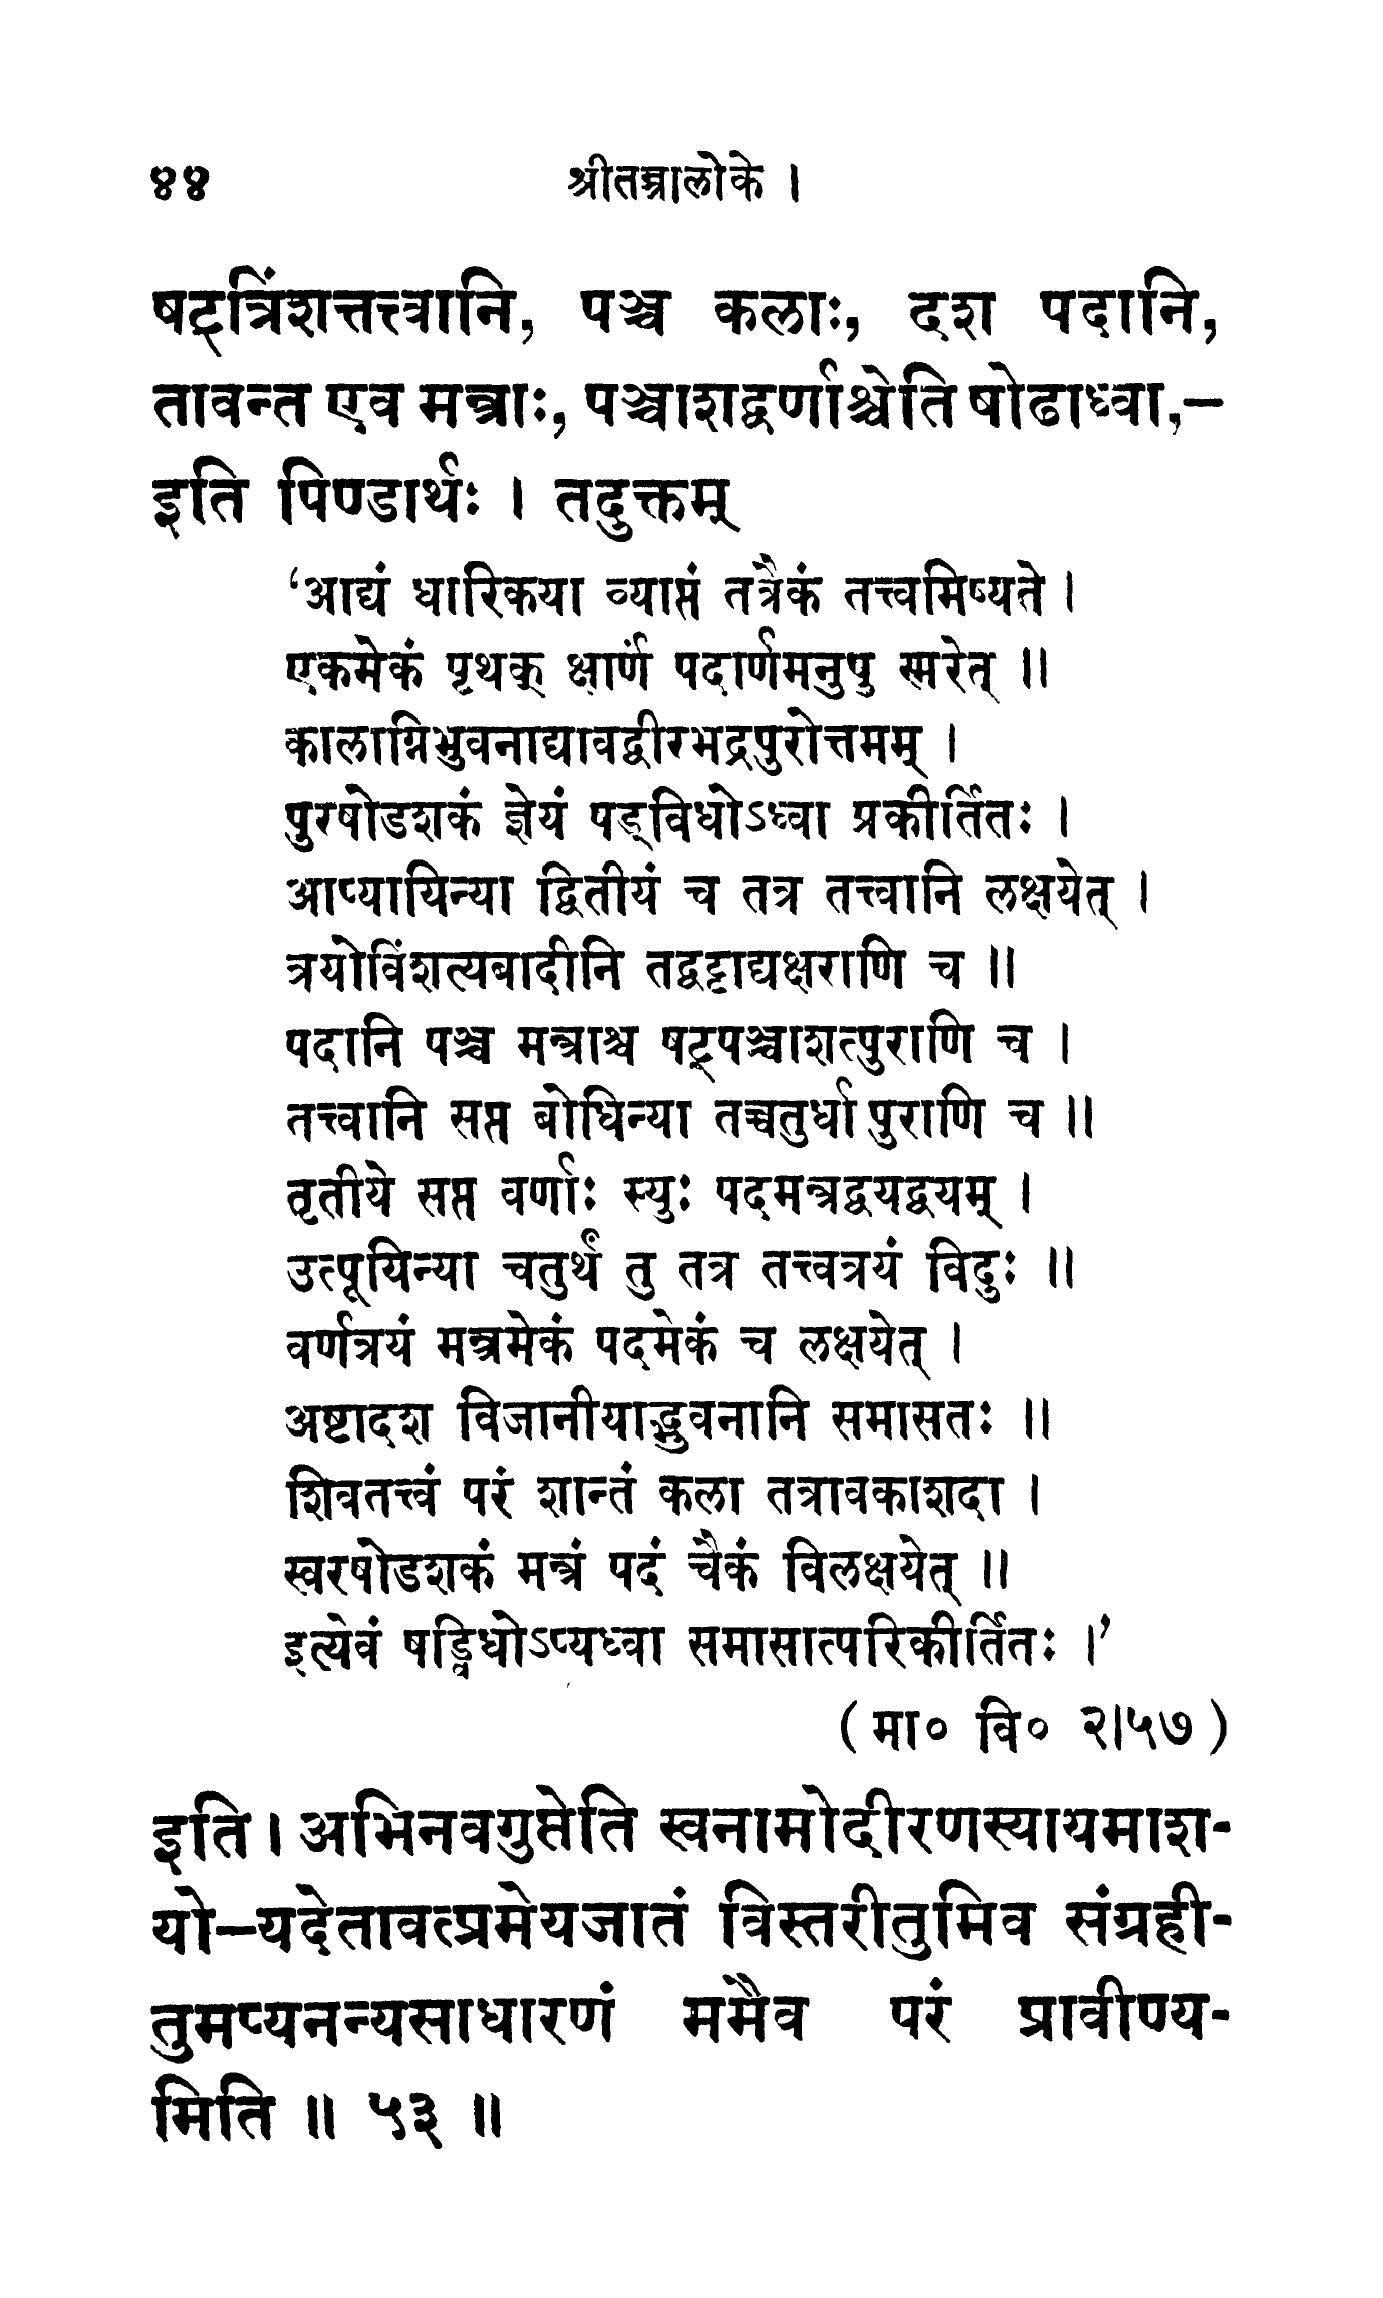 ४४ श्रीतन्त्रालोके ।
षट्त्रिंशत्तत्त्वानि, पञ्च कलाः, दश पदानि,
तावन्त एव मन्त्राः, पञ्चाशद्वर्णाश्चेति षोढाध्वा,–
इति पिण्डार्थः । तदुक्तम्
‘आद्यं धारिकया व्याप्तं तत्रैकं तत्त्वमिष्यते ।
एकमेकं पृथक् क्षार्णं पदार्णमनुषु स्मरेत् ॥
कालाग्निभुवनाद्यावद्वीरभद्रपुरोत्तमम् ।
पुरषोडशकं ज्ञेयं षड्विधोऽध्वा प्रकीर्तितः ।
आप्यायिन्या द्वितीयं च तत्र तत्त्वानि लक्षयेत् ।
त्रयोविंशत्यबादीनि तद्वट्टाद्यक्षराणि च ॥
पदानि पञ्च मन्त्राश्च षट्पञ्चाशत्पुराणि च ।
तत्त्वानि सप्त बोधिन्या तच्चतुर्धा पुराणि च ॥
तृतीये सप्त वर्णाः स्युः पदमन्त्रद्वयद्वयम् ।
उत्पूयिन्या चतुर्थं तु तत्र तत्त्वत्रयं विदुः ॥
वर्णत्रयं मन्त्रमेकं पदमेकं च लक्षयेत् ।
अष्टादश विजानीयाद्भुवनानि समासतः ॥
शिवतत्त्वं परं शान्तं कला तत्रावकाशदा ।
स्वरषोडशकं मन्त्रं पदं चैकं विलक्षयेत् ॥
इत्येवं षड्विधोऽप्यध्वा समासात्परिकीर्तितः ।’
( मा० वि० २।५७ )
इति । अभिनवगुप्तेति स्वनामोदीरणस्यायमाश-
यो–यदेतावत्प्रमेयजातं विस्तरीतुमिव संग्रही-
तुमप्यनन्यसाधारणं ममैव परं प्रावीण्य-
मिति ॥ ५३ ॥